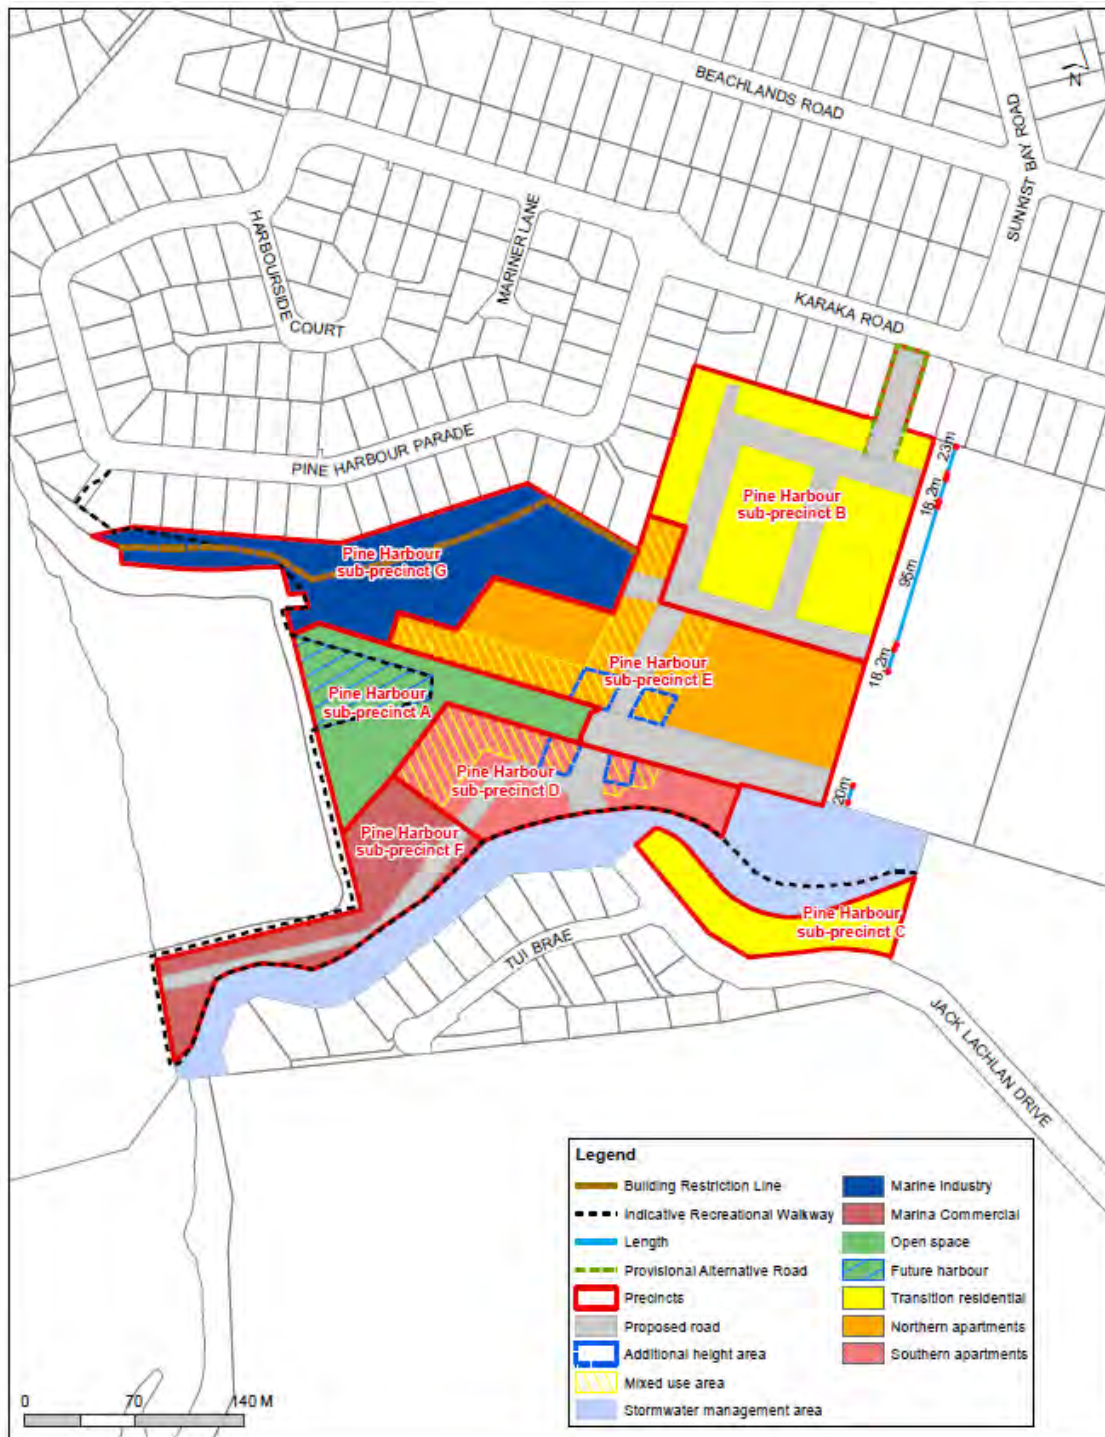 BEACHLANDS ROAD
SUNKIST BAY ROAD
N
HARBOURSIDE
COURT
MARINER LANE
KARAKA ROAD
PINE HARBOUR PARADE
23m
18.2m
95m
18.2m
20m
Pine Harbour
sub-precinct B
Pine Harbour
sub-precinct G
Pine Harbour
sub-precinct E
Pine Harbour
sub-precinct A
Pine Harbour
sub-precinct D
Pine Harbour
sub-precinct F
Pine Harbour
sub-precinct C
TUI BRAE
JACK LACHLAN DRIVE
Legend
Building Restriction Line
Indicative Recreational Walkway
Length
Provisional Alternative Road
Precincts
Proposed road
Additional height area
Mixed use area
Stormwater management area
Marine Industry
Marina Commercial
Open space
Future harbour
Transition residential
Northern apartments
Southern apartments
0 70 140 M